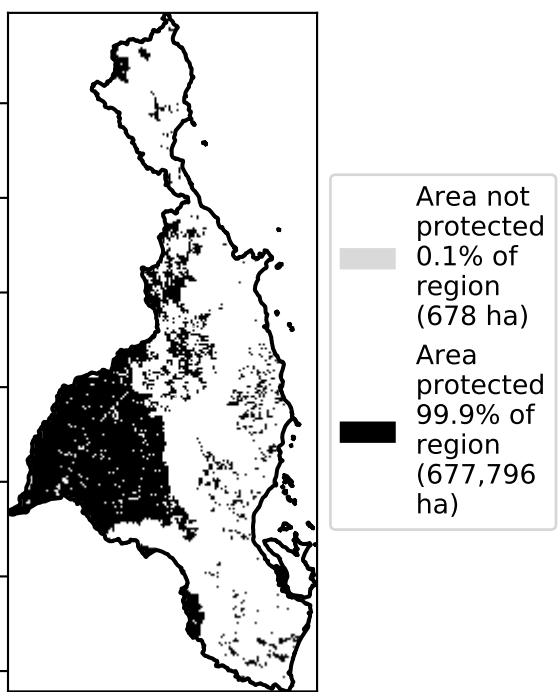 Area not
protected
0.1% of
region
(678 ha)
Area
protected
99.9% of
region
(677,796
ha)